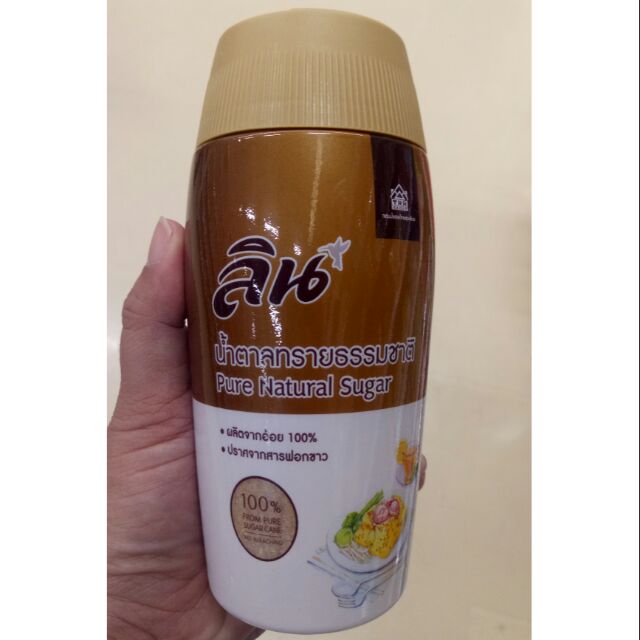 ลิน
น้ำตาลทรายธรรมชาติ
Pure Natural Sugar
• ผลิตจากอ้อย 100%
• ปราศจากสารฟอกขาว
100%
FROM PURE
SUGAR CANE
NO BLEACHING